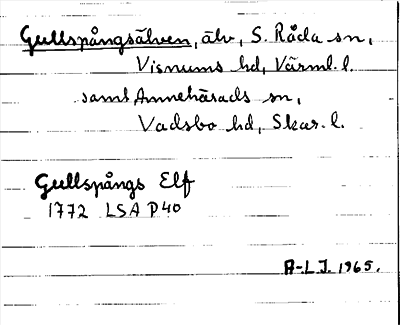 Gullspångsälven, älv, S. Råda sn,
Visnums hd, Värml. l.
samt Amnehärads sn,
Vadsbo hd, Skar. l.
Gullspångs Elf
1772 LSA P40
A-L J. 1965.